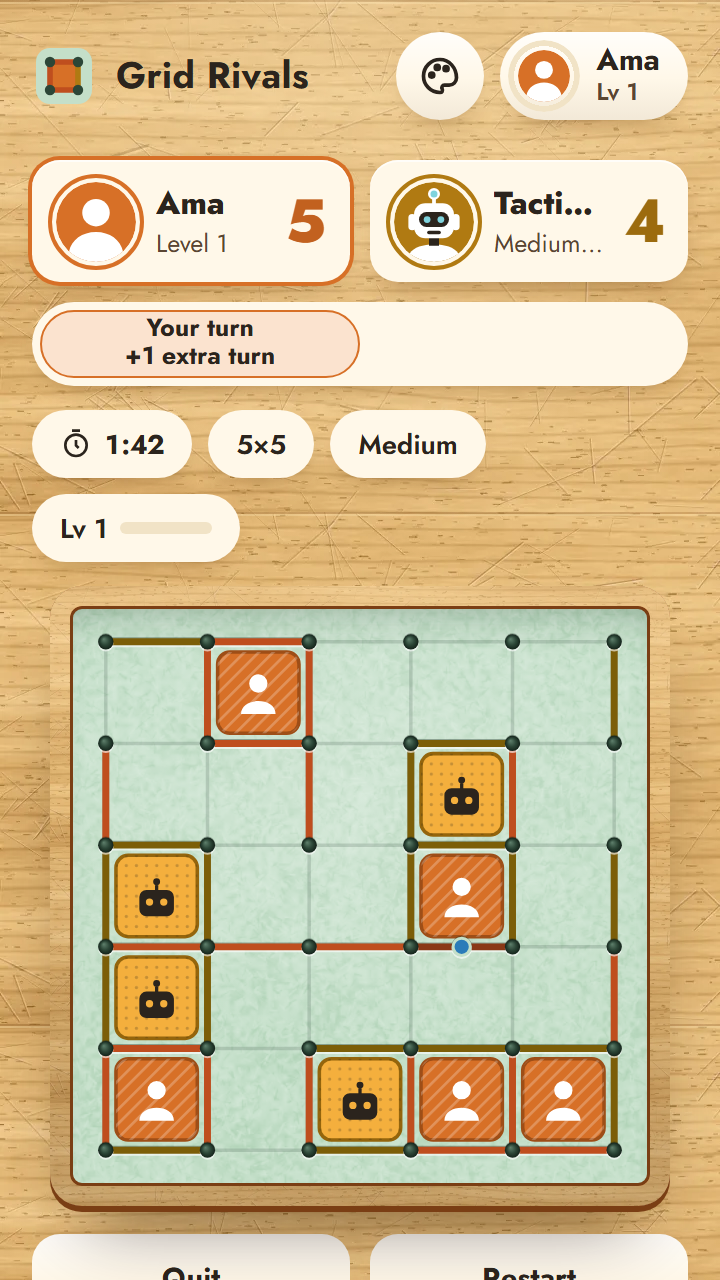 Grid Rivals
Ama
Lv 1
Ama
Level 1
5
Tacti...
Medium...
4
Your turn
+1 extra turn
1:42
5×5
Medium
Lv 1
Quit
Restart